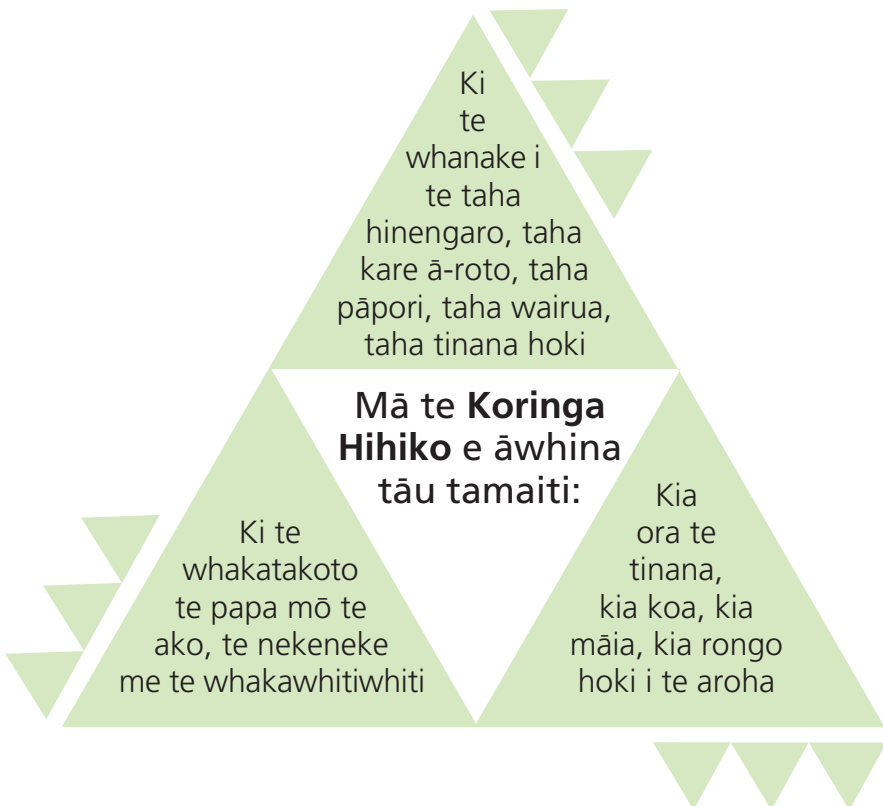 Ki
te
whanake i
te taha
hinengaro, taha
kare ā-roto, taha
pāpori, taha wairua,
taha tinana hoki
Mā te Koringa
Hihiko e āwhina
tāu tamaiti:
Ki te
whakatakoto
te papa mō te
ako, te nekeneke
me te whakawhitiwhiti
Kia
ora te
tinana,
kia koa, kia
māia, kia rongo
hoki i te aroha